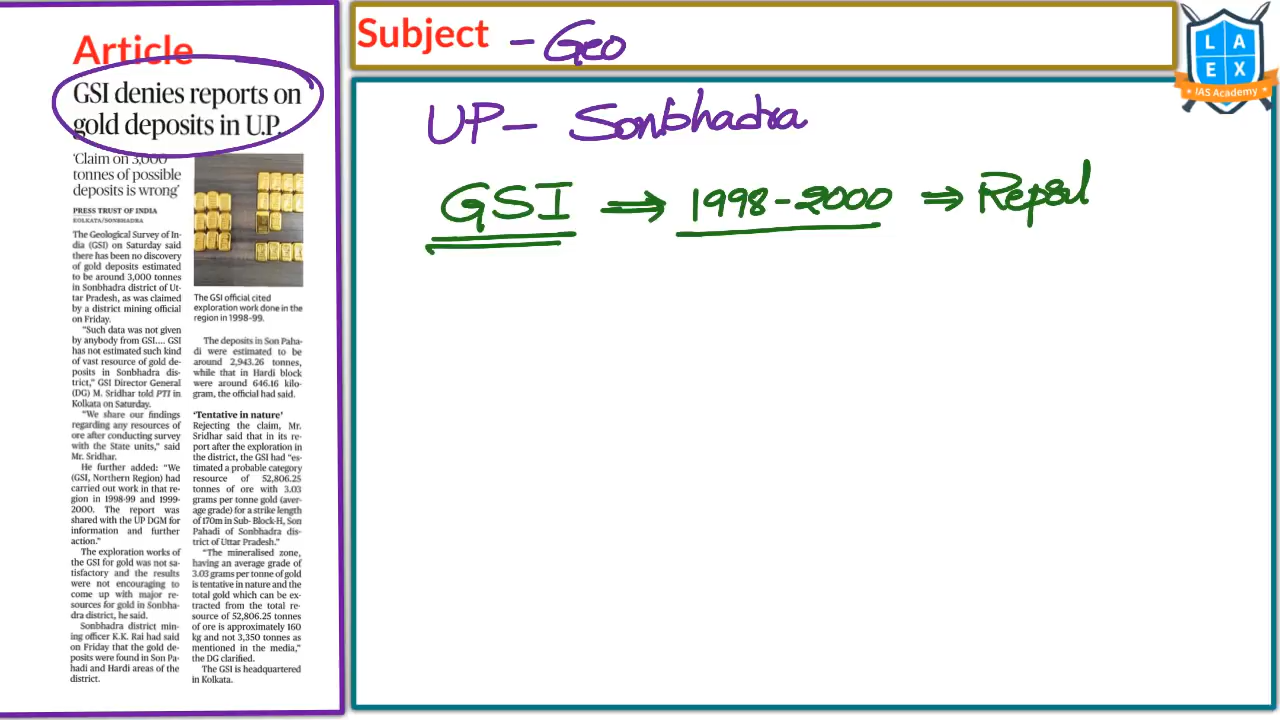 Article
GSI denies reports on
gold deposits in U.P.
‘Claim on 3,000
tonnes of possible
deposits is wrong’
PRESS TRUST OF INDIA
KOLKATA/SONBHADRA
The Geological Survey of In-
dia (GSI) on Saturday said
there has been no discovery
of gold deposits estimated
to be around 3,000 tonnes
in Sonbhadra district of Ut-
tar Pradesh, as was claimed
by a district mining official
on Friday.
“Such data was not given
by anybody from GSI.... GSI
has not estimated such kind
of vast resource of gold de-
posits in Sonbhadra dis-
trict,” GSI Director General
(DG) M. Sridhar told PTI in
Kolkata on Saturday.
“We share our findings
regarding any resources of
ore after conducting survey
with the State units,” said
Mr. Sridhar.
He further added: “We
(GSI, Northern Region) had
carried out work in that re-
gion in 1998-99 and 1999-
2000. The report was
shared with the UP DGM for
information and further
action.”
The exploration works of
the GSI for gold was not sa-
tisfactory and the results
were not encouraging to
come up with major re-
sources for gold in Sonbha-
dra district, he said.
Sonbhadra district min-
ing officer K.K. Rai had said
on Friday that the gold de-
posits were found in Son Pa-
hadi and Hardi areas of the
district.
The GSI official cited
exploration work done in the
region in 1998-99.
The deposits in Son Paha-
di were estimated to be
around 2,943.26 tonnes,
while that in Hardi block
were around 646.16 kilo-
gram, the official had said.
‘Tentative in nature’
Rejecting the claim, Mr.
Sridhar said that in its re-
port after the exploration in
the district, the GSI had “es-
timated a probable category
resource of 52,806.25
tonnes of ore with 3.03
grams per tonne gold (aver-
age grade) for a strike length
of 170m in Sub- Block-H, Son
Pahadi of Sonbhadra dis-
trict of Uttar Pradesh.”
“The mineralised zone,
having an average grade of
3.03 grams per tonne of gold
is tentative in nature and the
total gold which can be ex-
tracted from the total re-
source of 52,806.25 tonnes
of ore is approximately 160
kg and not 3,350 tonnes as
mentioned in the media,”
the DG clarified.
The GSI is headquartered
in Kolkata.
Subject - Geo
UP - Sonbhadra
GSI ⇒ 1998-2000 ⇒
LA
EX
IAS Academy